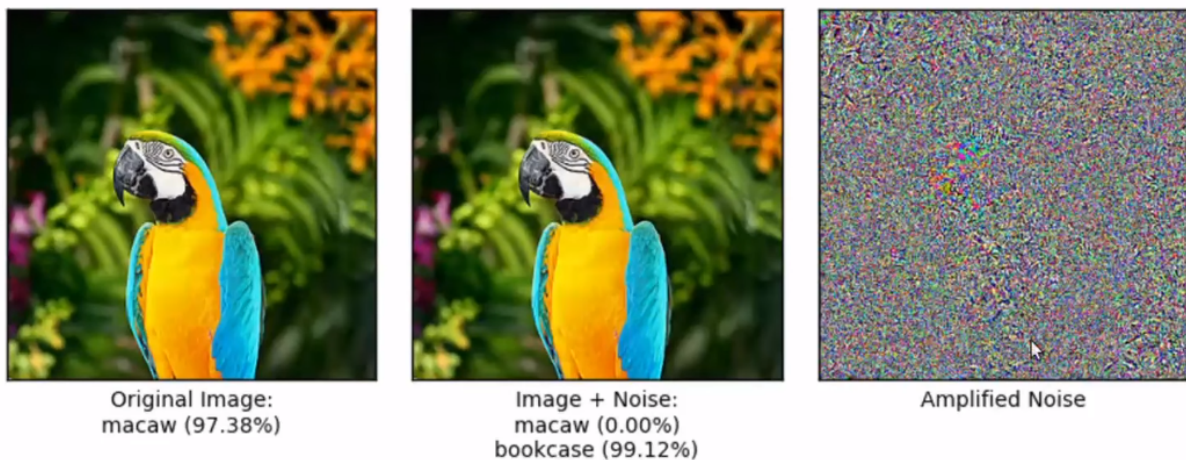 Original Image:
macaw (97.38%)
Image + Noise:
macaw (0.00%)
bookcase (99.12%)
Amplified Noise